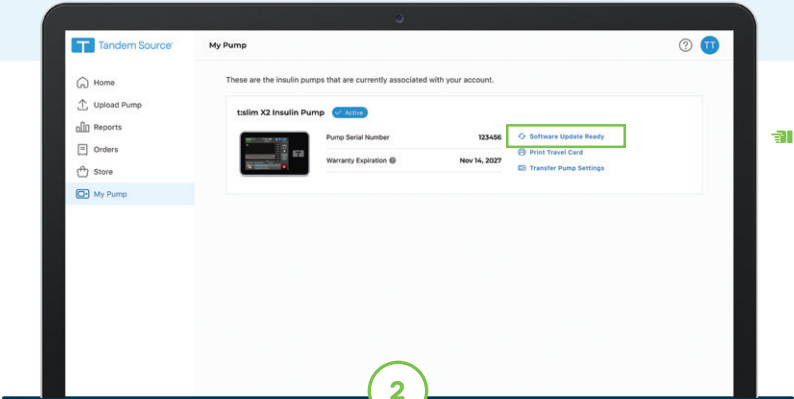 Tandem Source
My Pump
?
TT
Home
Upload Pump
Reports
Orders
Store
My Pump
These are the insulin pumps that are currently associated with your account.
t:slim X2 Insulin Pump
Active
Pump Serial Number 123456
Warranty Expiration Nov 14, 2027
Software Update Ready
Print Travel Card
Transfer Pump Settings
2